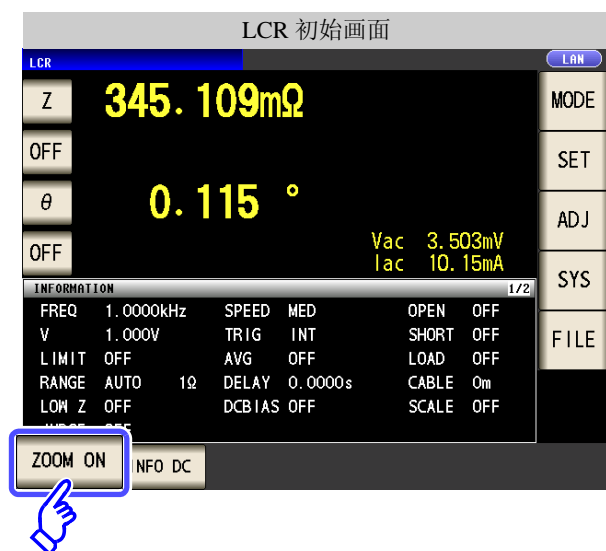 LCR 初始画面
LCR LAN
Z 345.109mΩ MODE
OFF SET
θ 0.115 ° ADJ
OFF Vac 3.503mV
Iac 10.15mA SYS
INFORMATION 1/2
FREQ 1.0000kHz SPEED MED OPEN OFF
V 1.000V TRIG INT SHORT OFF FILE
LIMIT OFF AVG OFF LOAD OFF
RANGE AUTO 1Ω DELAY 0.0000s CABLE 0m
LOW Z OFF DCBIAS OFF SCALE OFF
ZOOM ON NFO DC